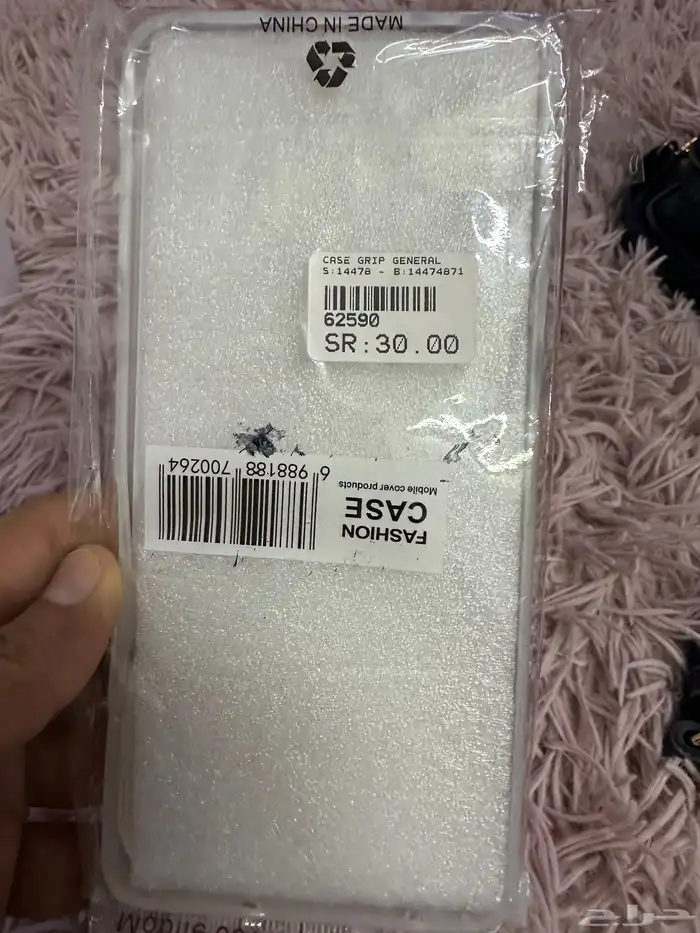 MADE IN CHINA
CASE GRIP GENERAL
S:14478 - B:14474871
62590
SR:30.00
6 988188 700264
Mobile cover products
FASHION
CASE
حراج